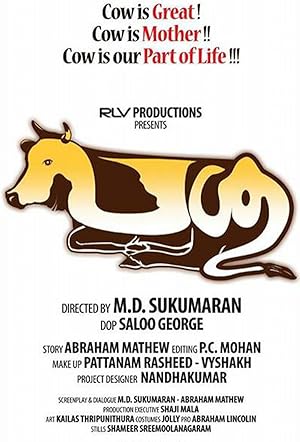 Cow is Great!
Cow is Mother!!
Cow is our Part of Life!!!
RLV PRODUCTIONS
PRESENTS
പശു
DIRECTED BY M.D. SUKUMARAN
DOP SALOO GEORGE
STORY ABRAHAM MATHEW EDITING P.C. MOHAN
MAKE UP PATTANAM RASHEED - VYSHAKH
PROJECT DESIGNER NANDHAKUMAR
SCREENPLAY & DIALOGUE M.D. SUKUMARAN - ABRAHAM MATHEW
PRODUCTION EXECUTIVE SHAJI MALA
ART KAILAS THRIPUNITHURA COSTUMES JOLLY PRO ABRAHAM LINCOLIN
STILLS SHAMEER SREEMOOLANAGARAM